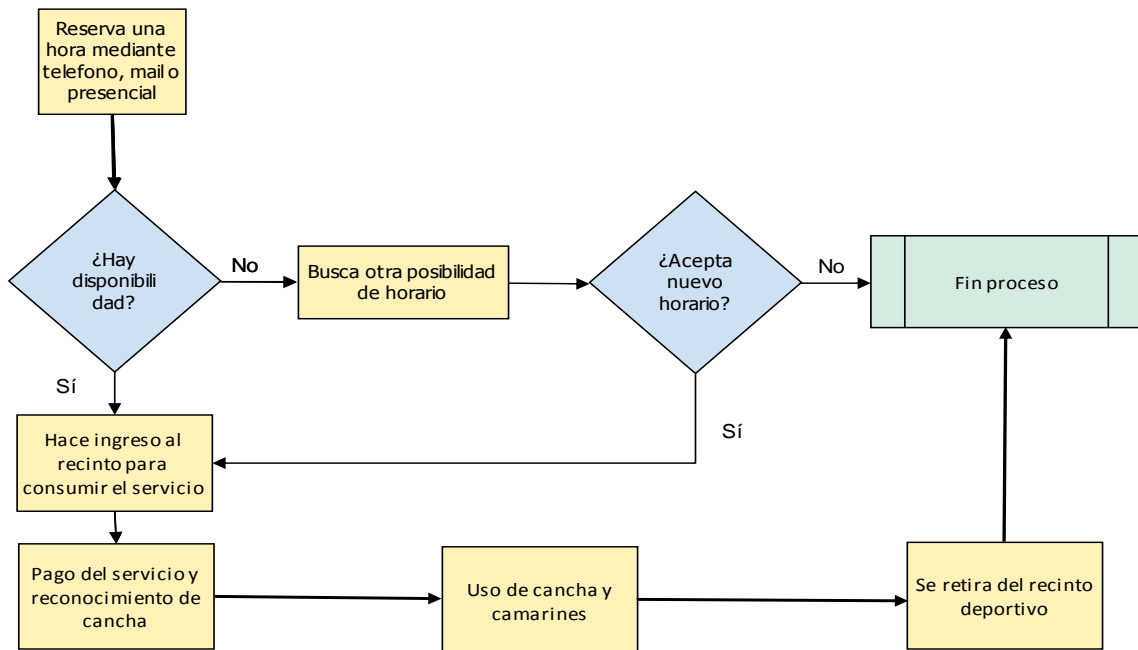 Reserva una
hora mediante
telefono, mail o
presencial
¿Hay
disponibili
dad?
No
Busca otra posibilidad
de horario
¿Acepta
nuevo
horario?
No
Fin proceso
Sí
Sí
Hace ingreso al
recinto para
consumir el servicio
Pago del servicio y
reconocimiento de
cancha
Uso de cancha y
camarines
Se retira del recinto
deportivo